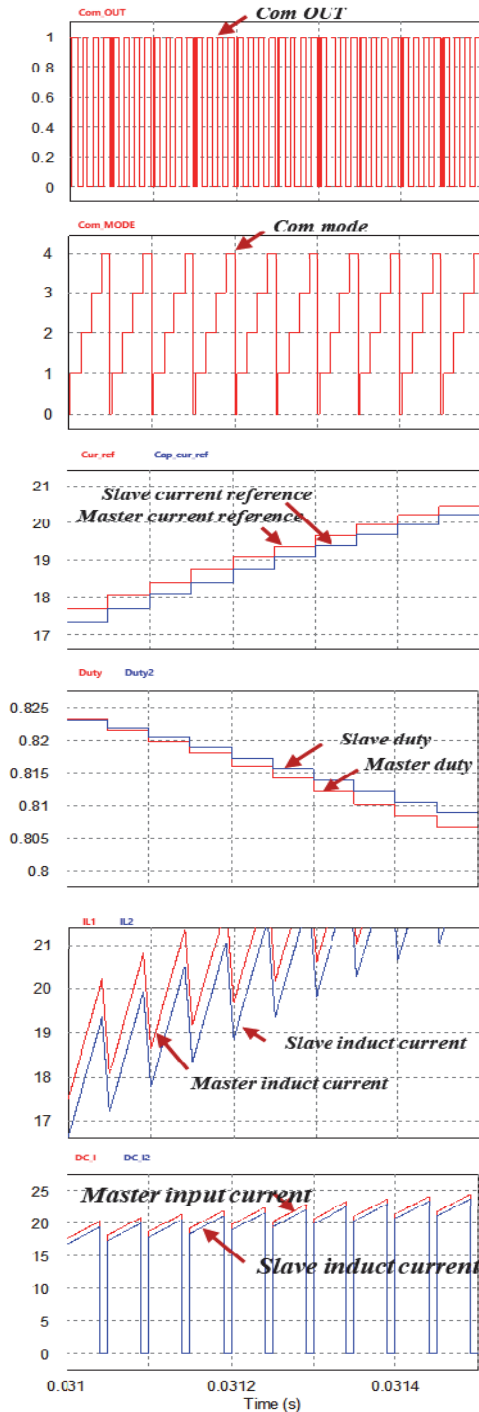 Com_OUT
Com OUT
1
0.8
0.6
0.4
0.2
0
Com_MODE
Com mode
4
3
2
1
0
Cur_ref Cap_cur_ref
21
Slave current reference
20
Master current reference
19
18
17
Duty Duty2
0.825
0.82
Slave duty
0.815
Master duty
0.81
0.805
0.8
IL1 IL2
21
20
19
Slave induct current
18
Master induct current
17
DC_I DC_I2
25
Master input current
20
15
Slave induct current
10
5
0
0.031 0.0312 0.0314
Time (s)